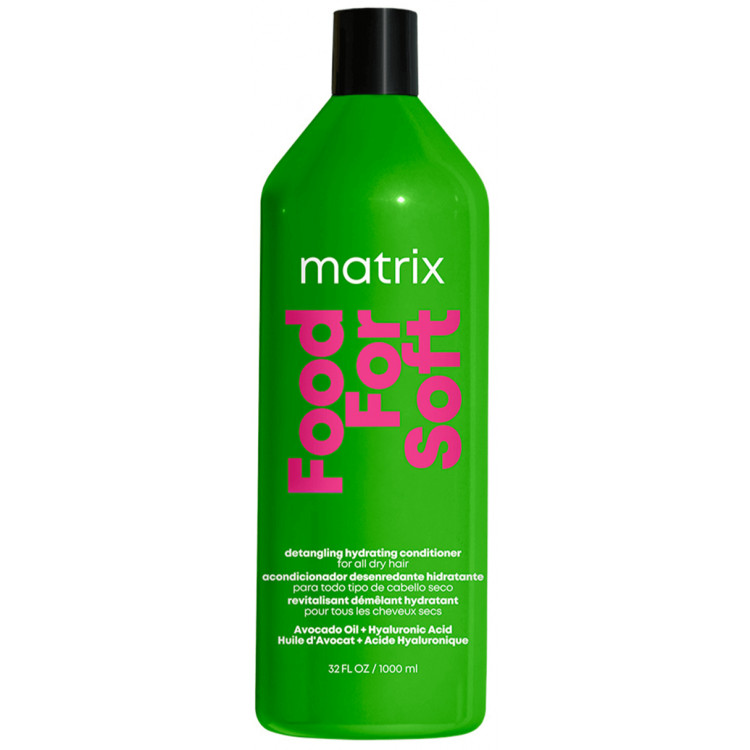 matrix
Food
For
Soft
detangling hydrating conditioner
for all dry hair
acondicionador desenredante hidratante
para todo tipo de cabello seco
revitalisant démêlant hydratant
pour tous les cheveux secs
Avocado Oil + Hyaluronic Acid
Huile d'Avocat + Acide Hyaluronique
32 FL OZ / 1000 ml